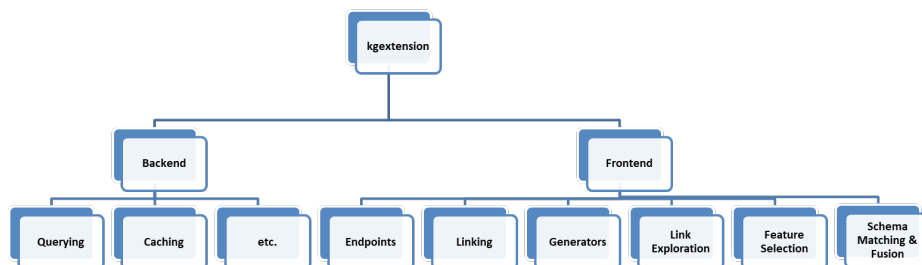 kgextension
Backend
Frontend
Querying
Caching
etc.
Endpoints
Linking
Generators
Link
Exploration
Feature
Selection
Schema
Matching &
Fusion